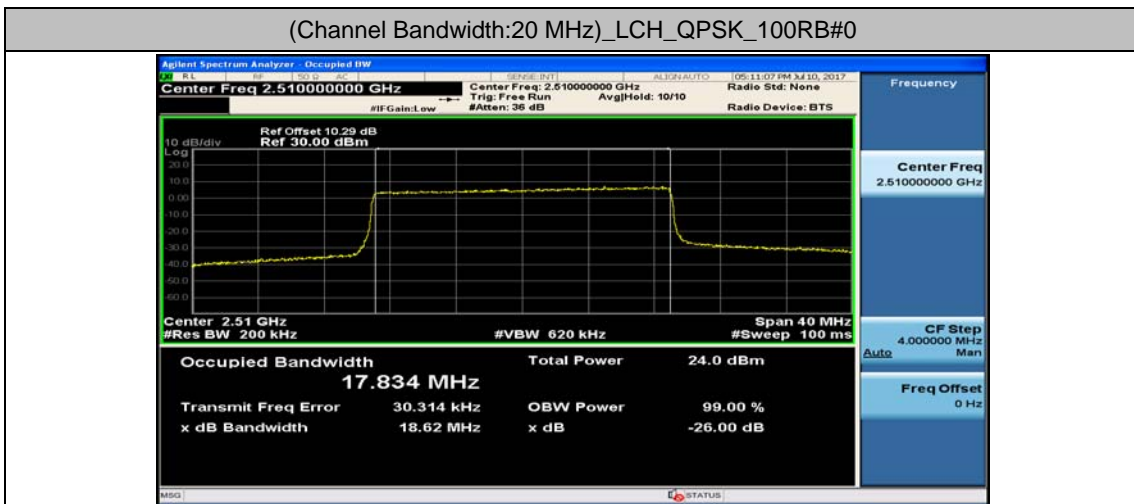 (Channel Bandwidth:20 MHz)_LCH_QPSK_100RB#0
Agilent Spectrum Analyzer - Occupied BW
RL RF 50 Ω AC SENSE:INT ALIGNAUTO 05:11:07 PM Jul 10, 2017
Center Freq 2.510000000 GHz
Center Freq: 2.510000000 GHz
Radio Std: None
Trig: Free Run Avg|Hold: 10/10
#IFGain:Low
#Atten: 36 dB
Radio Device: BTS
Ref Offset 10.29 dB
10 dB/div Ref 30.00 dBm
Log
20.0
10.0
0.00
-10.0
-20.0
-30.0
-40.0
-50.0
-60.0
Center 2.51 GHz Span 40 MHz
#Res BW 200 kHz #VBW 620 kHz #Sweep 100 ms
Occupied Bandwidth Total Power 24.0 dBm
17.834 MHz
Transmit Freq Error 30.314 kHz OBW Power 99.00 %
x dB Bandwidth 18.62 MHz x dB -26.00 dB
MSG STATUS
Frequency
Center Freq
2.510000000 GHz
CF Step
4.000000 MHz
Auto Man
Freq Offset
0 Hz